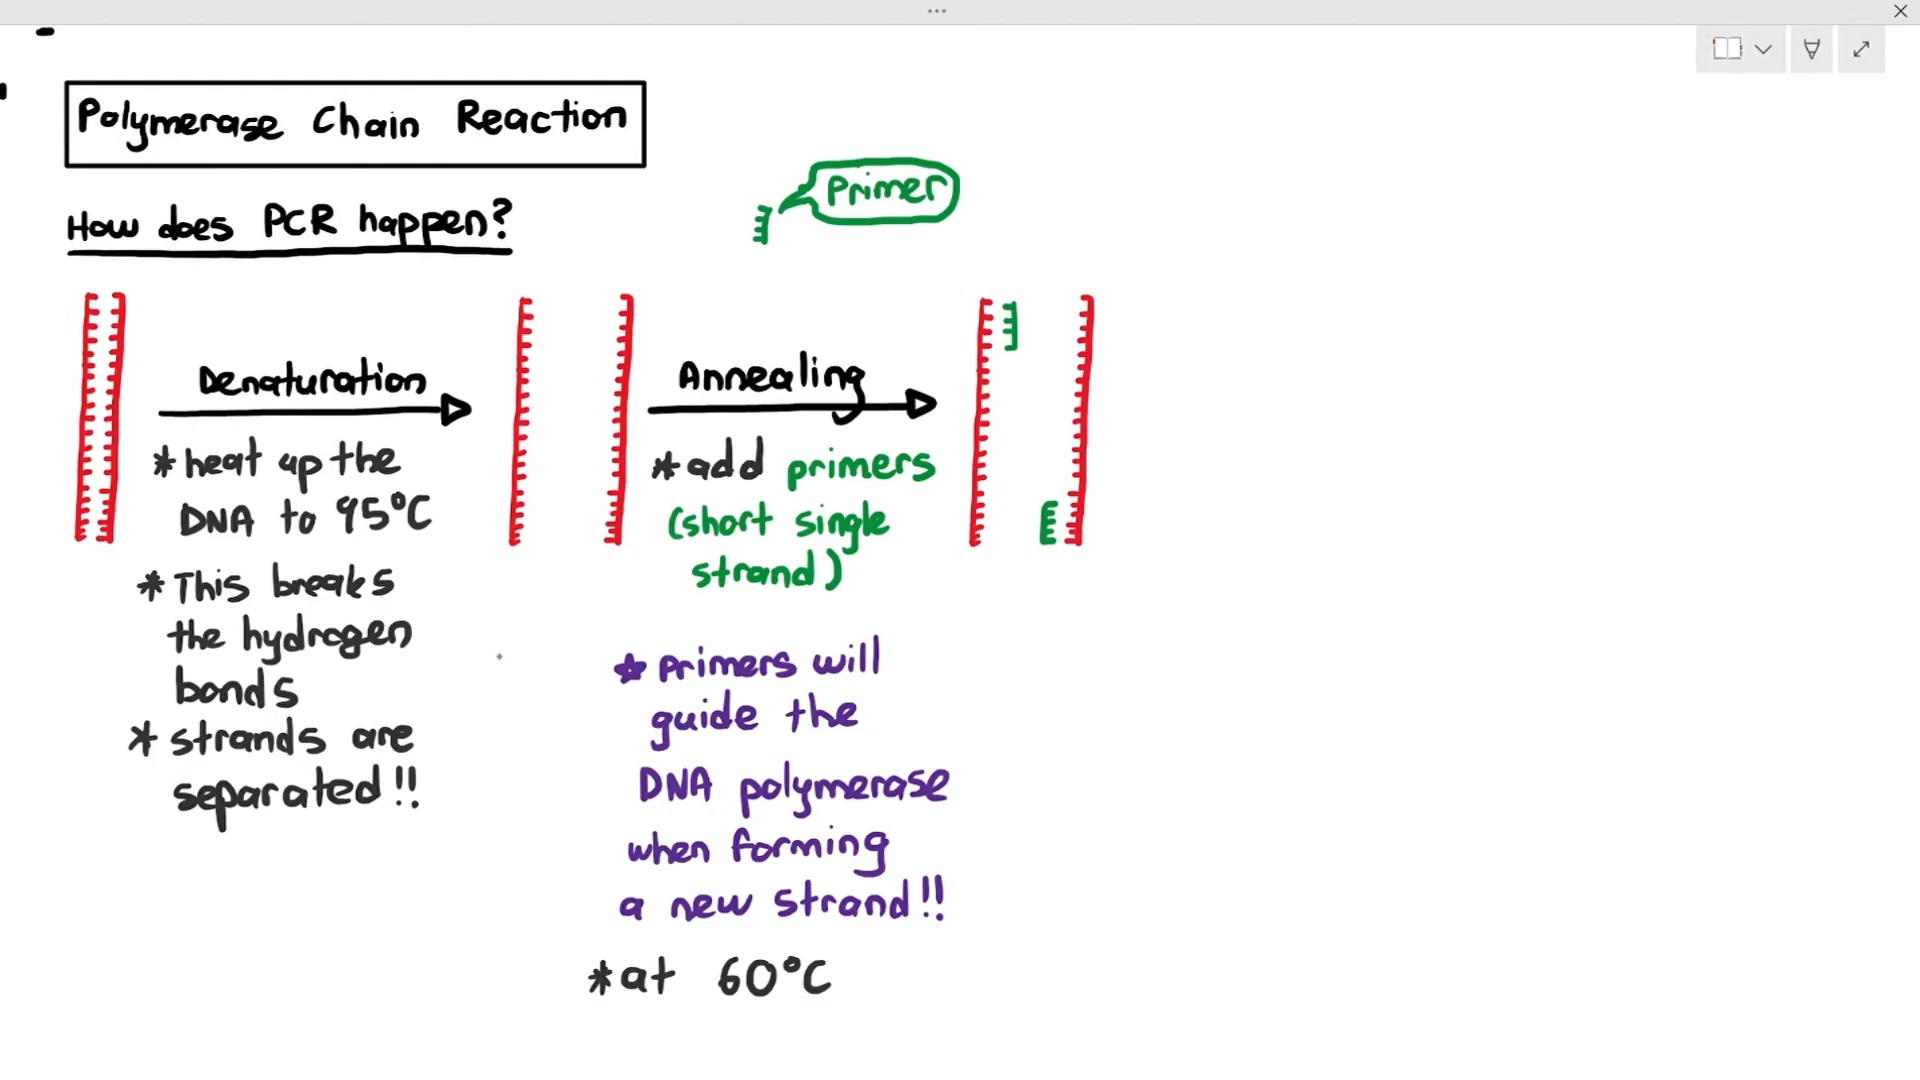 Polymerase Chain Reaction
How does PCR happen?
Primer
Denaturation
* heat up the
DNA to 95°C
* This breaks
the hydrogen
bonds
* strands are
separated!!
Annealing
* add primers
(short single
strand)
* primers will
guide the
DNA polymerase
when forming
a new strand!!
* at 60°C